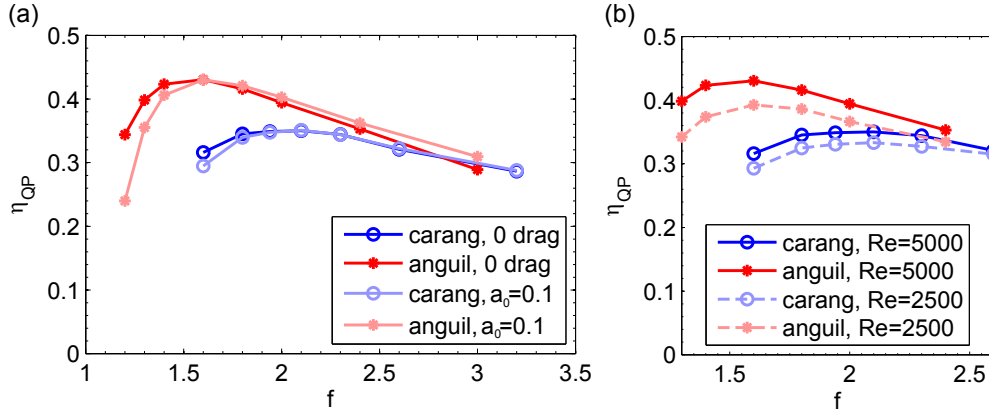 (a)
0.5
0.4
0.3
0.2
0.1
0
η_QP
1 1.5 2 2.5 3 3.5
f
carang, 0 drag
anguil, 0 drag
carang, a₀=0.1
anguil, a₀=0.1
(b)
0.5
0.4
0.3
0.2
0.1
0
η_QP
1.5 2 2.5
f
carang, Re=5000
anguil, Re=5000
carang, Re=2500
anguil, Re=2500